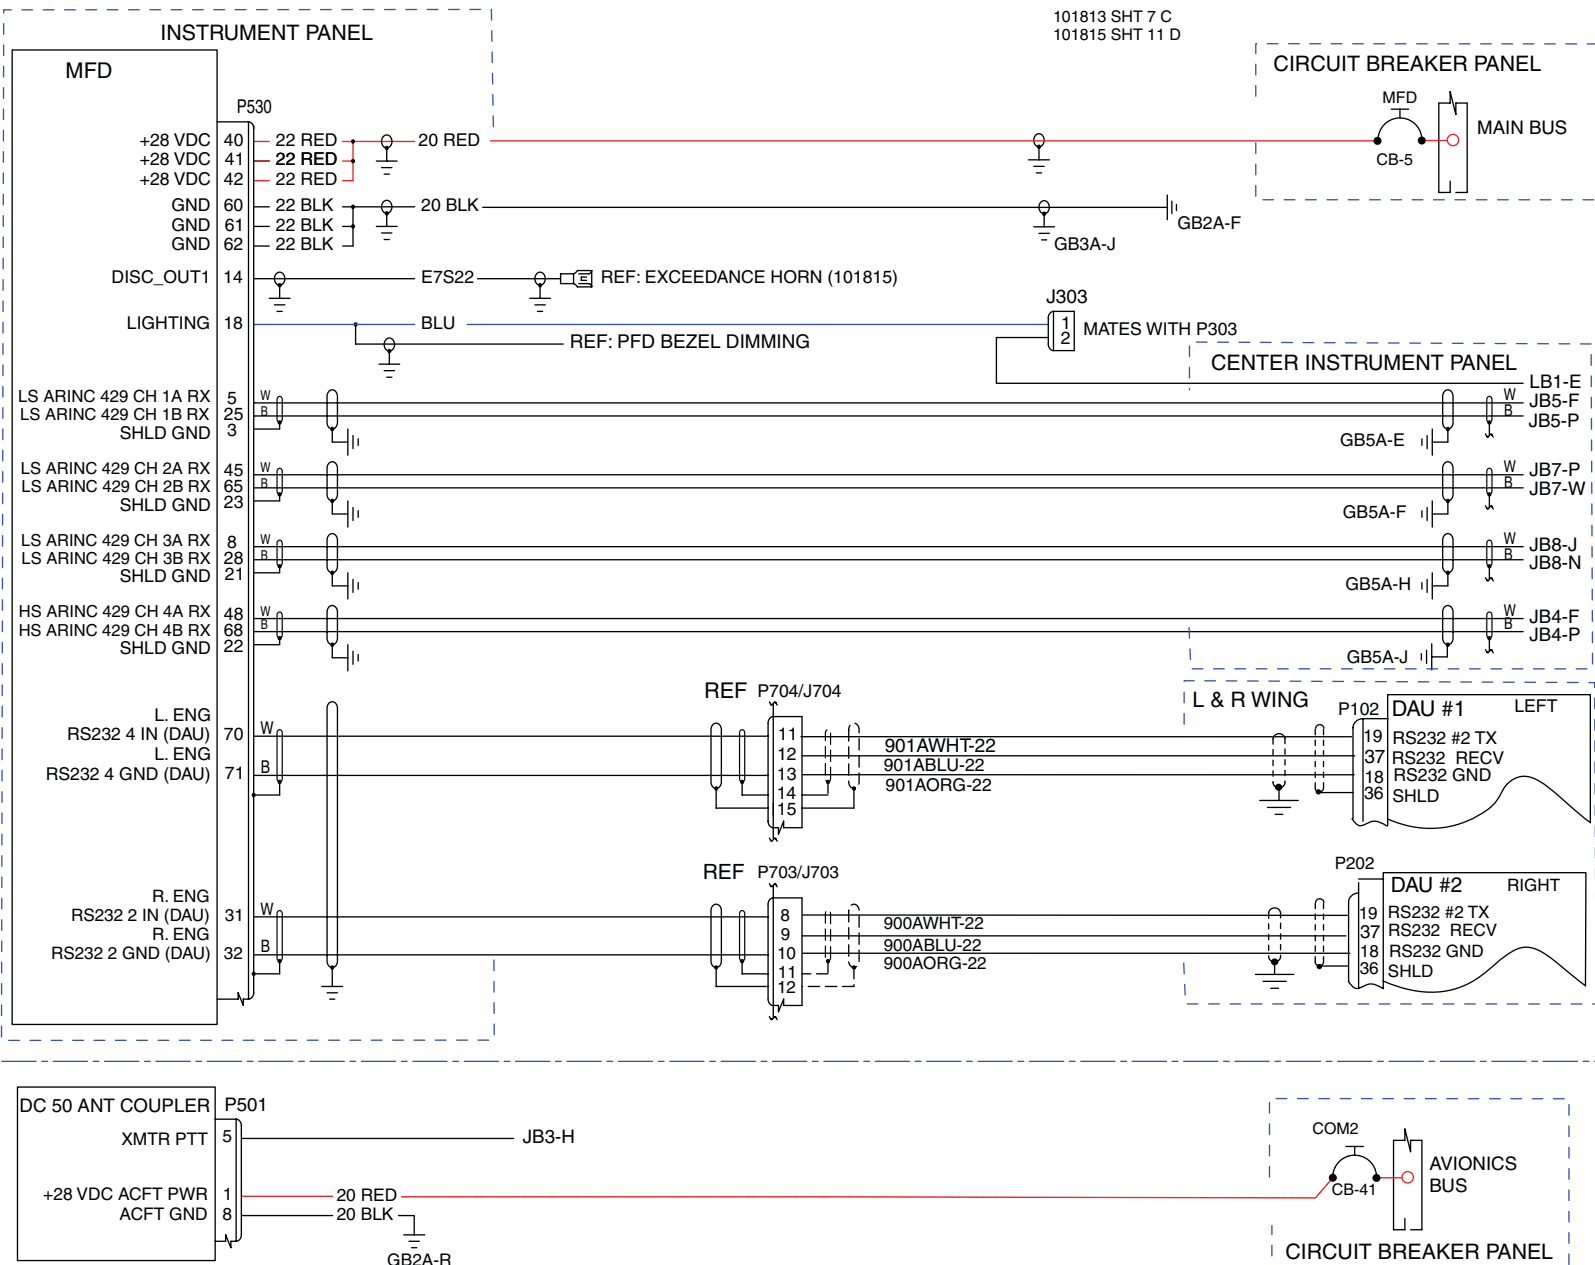 101813 SHT 7 C
101815 SHT 11 D
INSTRUMENT PANEL
MFD
P530
+28 VDC 40 22 RED 20 RED
+28 VDC 41 22 RED
+28 VDC 42 22 RED
GND 60 22 BLK 20 BLK
GND 61 22 BLK
GND 62 22 BLK
GB3A-J
GB2A-F
CIRCUIT BREAKER PANEL
MFD
CB-5
MAIN BUS
DISC_OUT1 14 E7S22 REF: EXCEEDANCE HORN (101815)
LIGHTING 18 BLU
REF: PFD BEZEL DIMMING
J303
1
2
MATES WITH P303
CENTER INSTRUMENT PANEL
LB1-E
LS ARINC 429 CH 1A RX 5 W W JB5-F
LS ARINC 429 CH 1B RX 25 B B JB5-P
SHLD GND 3 GB5A-E
LS ARINC 429 CH 2A RX 45 W W JB7-P
LS ARINC 429 CH 2B RX 65 B B JB7-W
SHLD GND 23 GB5A-F
LS ARINC 429 CH 3A RX 8 W W JB8-J
LS ARINC 429 CH 3B RX 28 B B JB8-N
SHLD GND 21 GB5A-H
HS ARINC 429 CH 4A RX 48 W W JB4-F
HS ARINC 429 CH 4B RX 68 B B JB4-P
SHLD GND 22 GB5A-J
L. ENG
RS232 4 IN (DAU) 70 W
L. ENG
RS232 4 GND (DAU) 71 B
REF P704/J704
11
12
13
14
15
901AWHT-22
901ABLU-22
901AORG-22
L & R WING
P102
DAU #1 LEFT
19 RS232 #2 TX
37 RS232 RECV
18 RS232 GND
36 SHLD
R. ENG
RS232 2 IN (DAU) 31 W
R. ENG
RS232 2 GND (DAU) 32 B
REF P703/J703
8
9
10
11
12
900AWHT-22
900ABLU-22
900AORG-22
P202
DAU #2 RIGHT
19 RS232 #2 TX
37 RS232 RECV
18 RS232 GND
36 SHLD
DC 50 ANT COUPLER P501
XMTR PTT 5 JB3-H
+28 VDC ACFT PWR 1 20 RED
ACFT GND 8 20 BLK
GB2A-R
COM2
CB-41
AVIONICS
BUS
CIRCUIT BREAKER PANEL